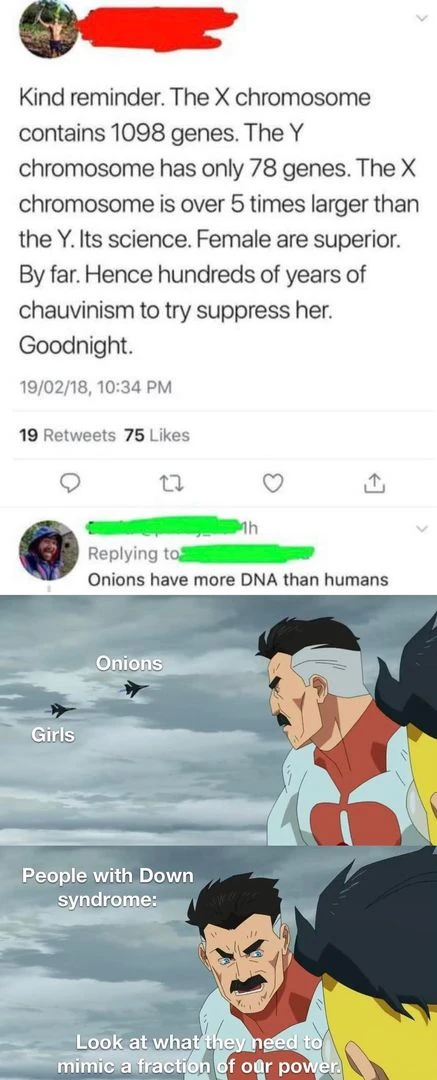 Kind reminder. The X chromosome
contains 1098 genes. The Y
chromosome has only 78 genes. The X
chromosome is over 5 times larger than
the Y. Its science. Female are superior.
By far. Hence hundreds of years of
chauvinism to try suppress her.
Goodnight.
19/02/18, 10:34 PM
19 Retweets 75 Likes
1h
Replying to
Onions have more DNA than humans
Onions
Girls
People with Down
syndrome:
Look at what they need to
mimic a fraction of our power.